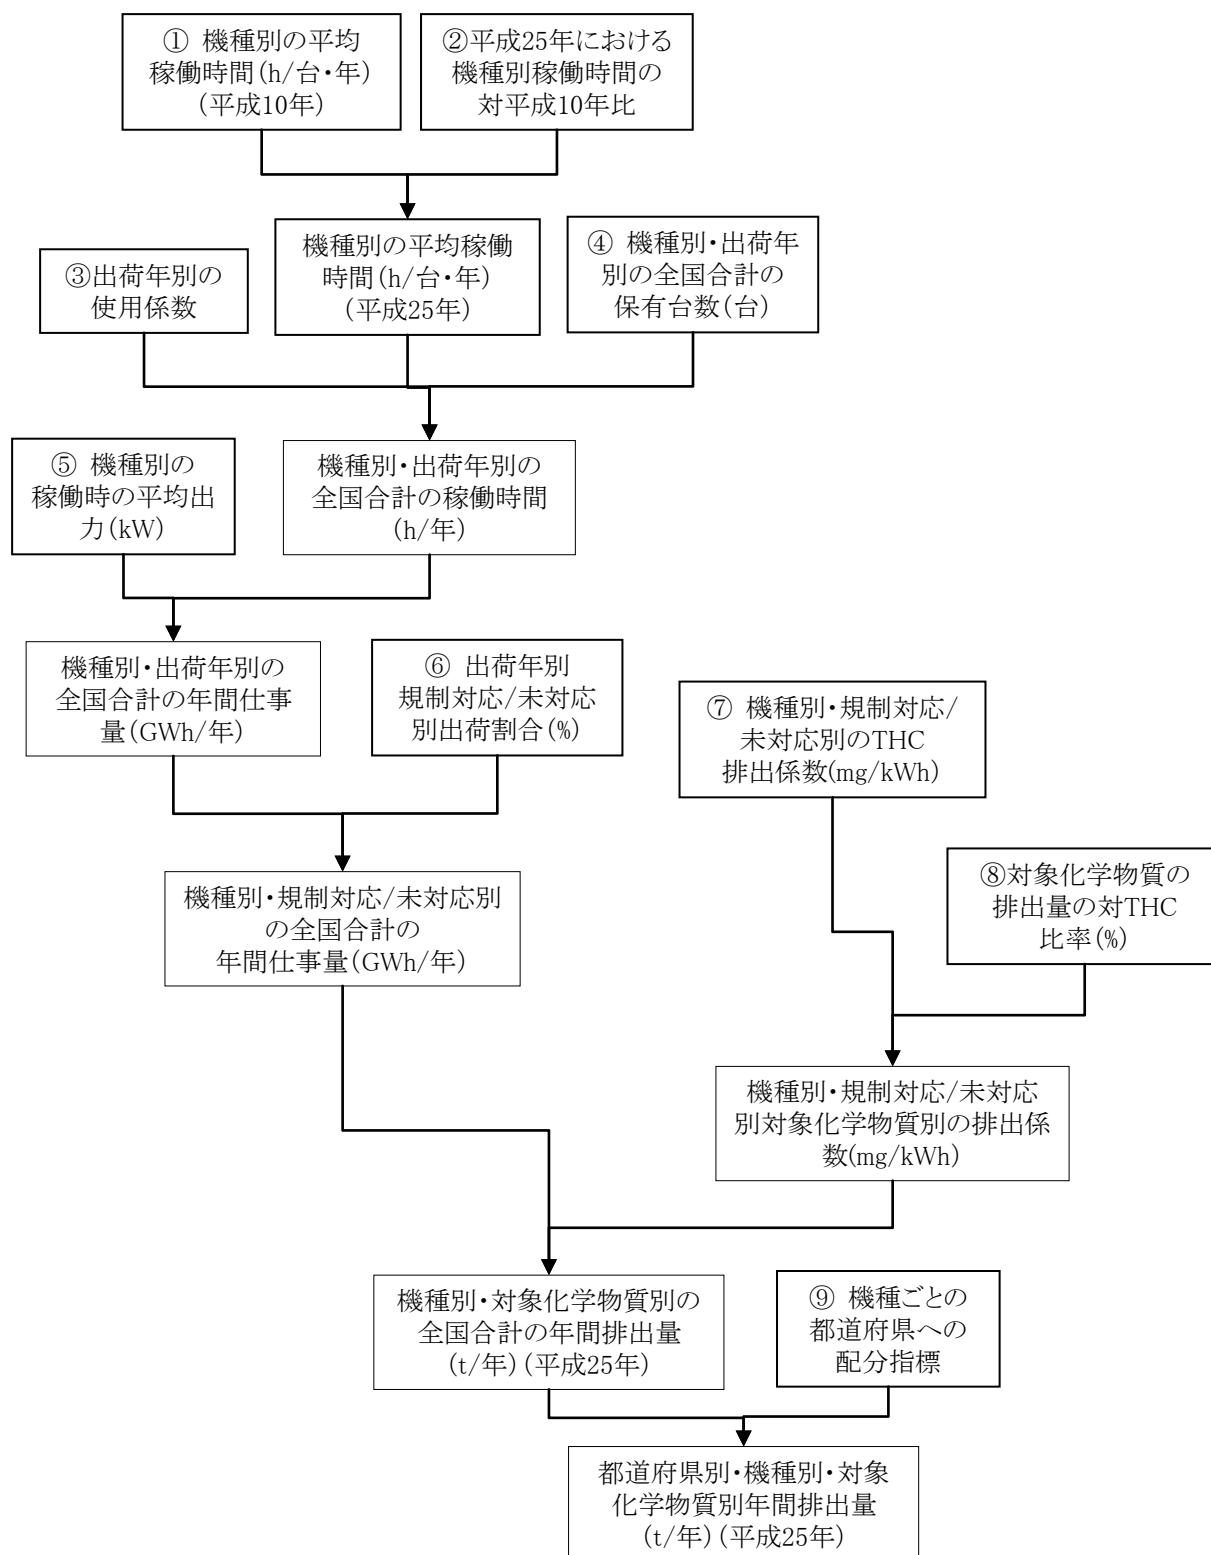 ① 機種別の平均
稼働時間(h/台・年)
(平成10年)
②平成25年における
機種別稼働時間の
対平成10年比
③出荷年別の
使用係数
機種別の平均稼働
時間(h/台・年)
(平成25年)
④ 機種別・出荷年
別の全国合計の
保有台数(台)
⑤ 機種別の
稼働時の平均出
力(kW)
機種別・出荷年別の
全国合計の稼働時間
(h/年)
機種別・出荷年別の
全国合計の年間仕事
量(GWh/年)
⑥ 出荷年別
規制対応/未対応
別出荷割合(%)
⑦ 機種別・規制対応/
未対応別のTHC
排出係数(mg/kWh)
機種別・規制対応/未対応別
の全国合計の
年間仕事量(GWh/年)
⑧対象化学物質の
排出量の対THC
比率(%)
機種別・規制対応/未対応
別対象化学物質別の排出係
数(mg/kWh)
機種別・対象化学物質別の
全国合計の年間排出量
(t/年)(平成25年)
⑨ 機種ごとの
都道府県への
配分指標
都道府県別・機種別・対象
化学物質別年間排出量
(t/年)(平成25年)